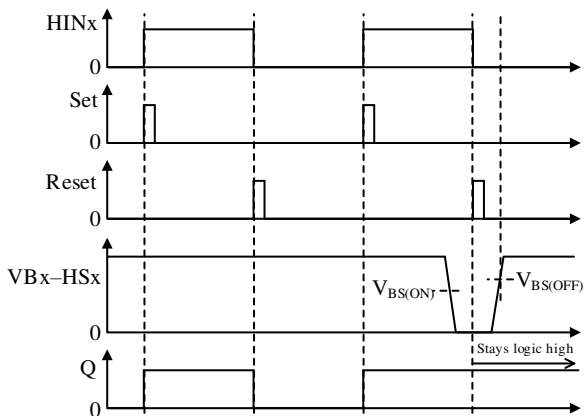 HINx
0
Set
0
Reset
0
VBx–HSx
VBS(ON)
VBS(OFF)
0
Stays logic high
Q
0